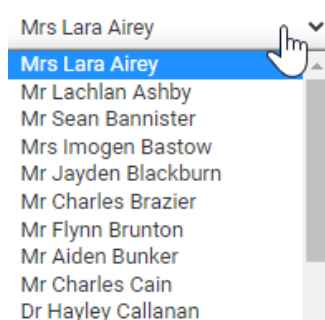 Mrs Lara Airey
Mrs Lara Airey
Mr Lachlan Ashby
Mr Sean Bannister
Mrs Imogen Bastow
Mr Jayden Blackburn
Mr Charles Brazier
Mr Flynn Brunton
Mr Aiden Bunker
Mr Charles Cain
Dr Hayley Callanan